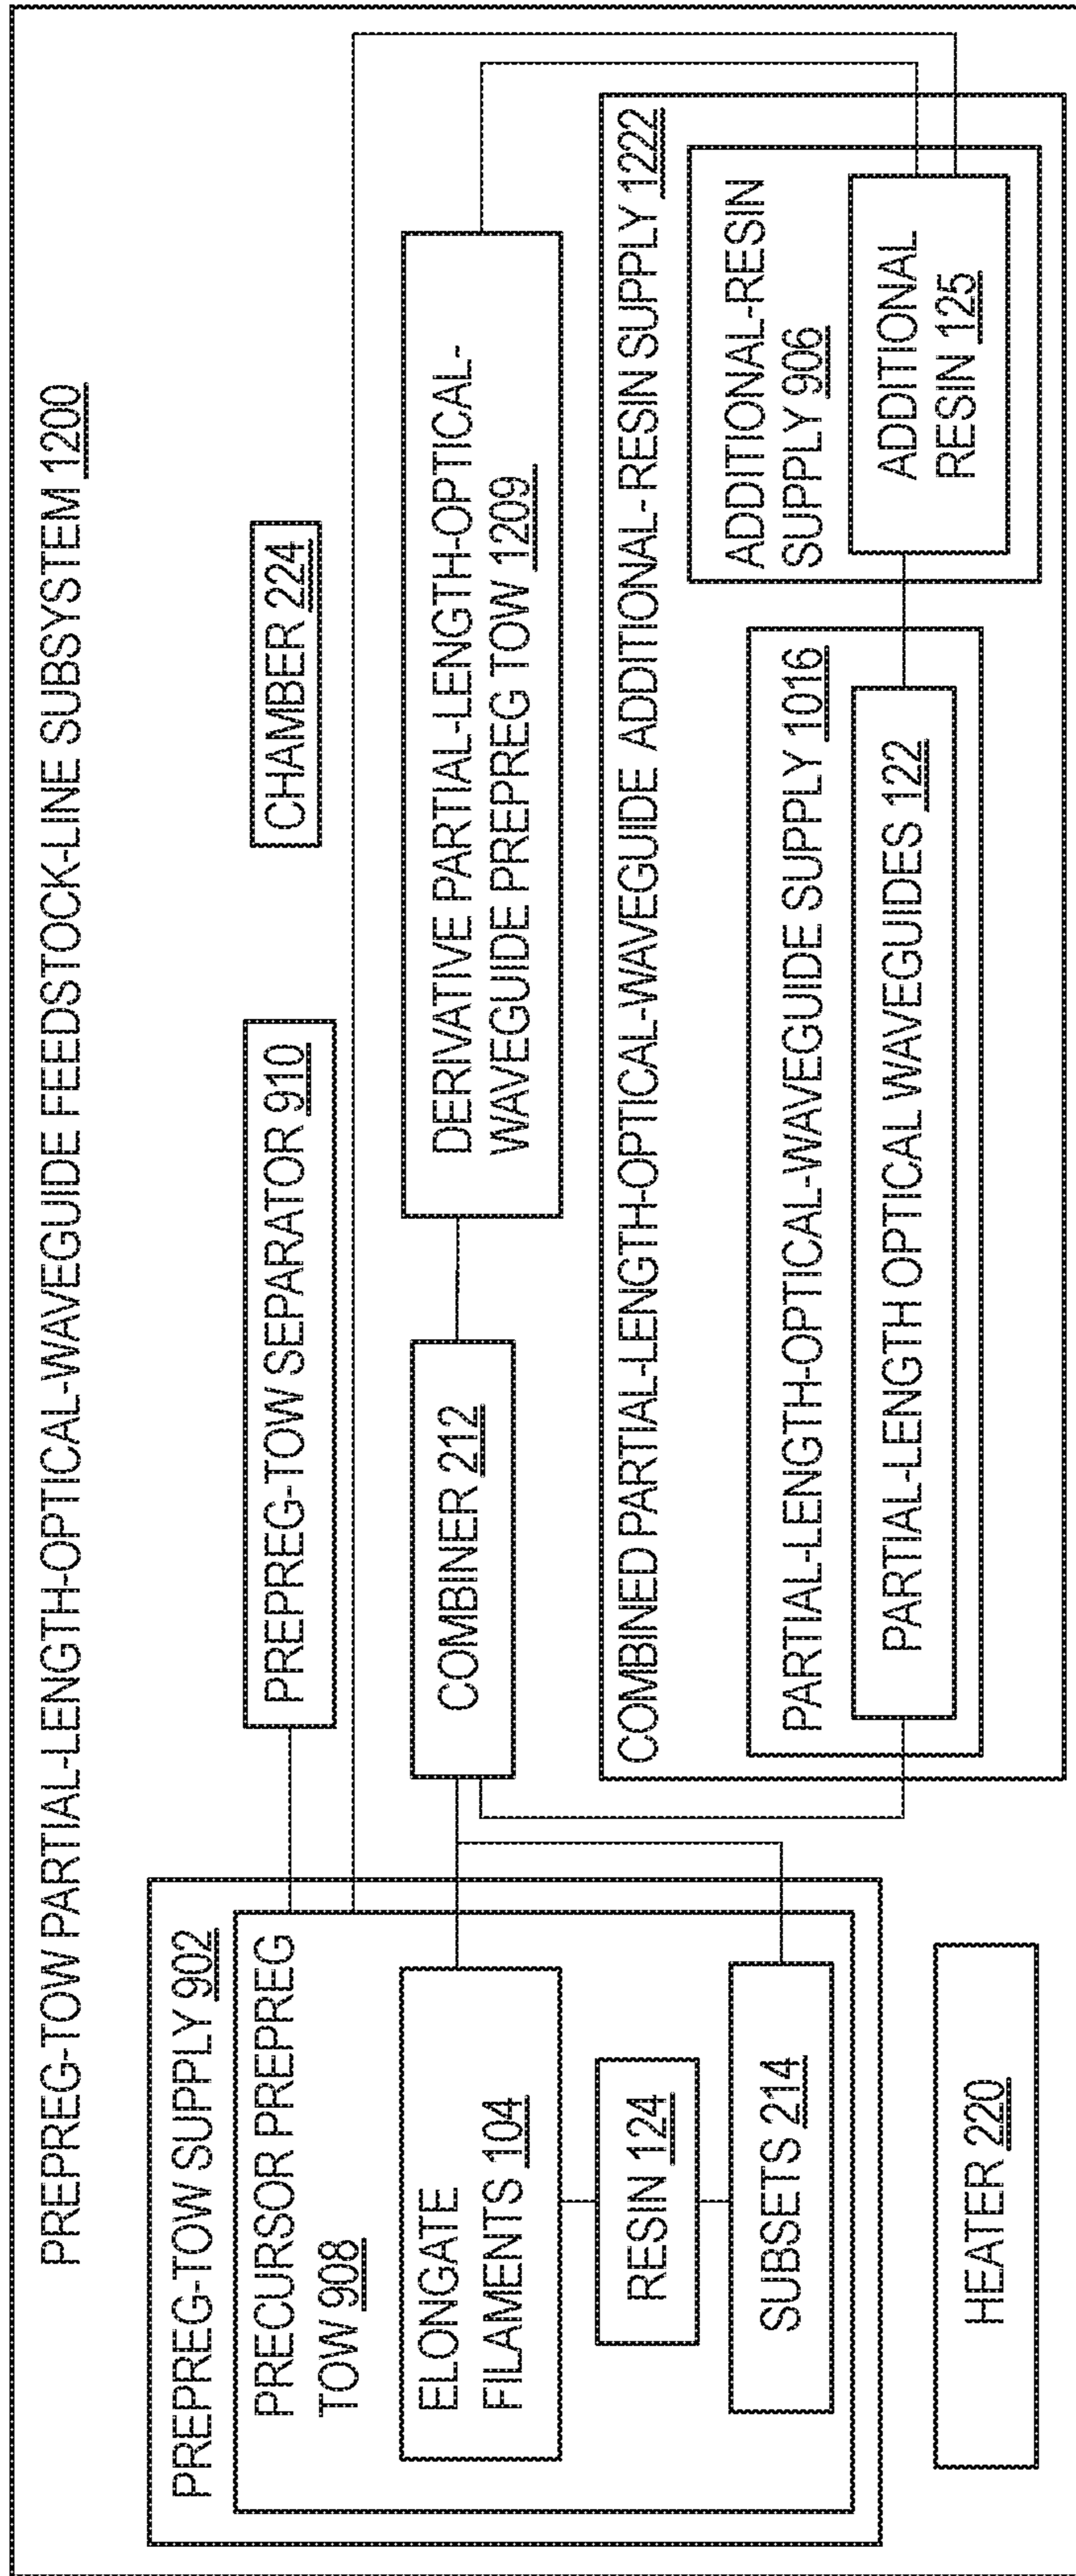 PREPREG-TOW PARTIAL-LENGTH-OPTICAL-WAVEGUIDE FEEDSTOCK-LINE SUBSYSTEM 1200
PREPREG-TOW SUPPLY 902
PRECURSOR PREPREG
TOW 908
ELONGATE
FILAMENTS 104
RESIN 124
SUBSETS 214
HEATER 220
PREPREG-TOW SEPARATOR 910
CHAMBER 224
COMBINER 212
DERIVATIVE PARTIAL-LENGTH-OPTICAL-
WAVEGUIDE PREPREG TOW 1209
COMBINED PARTIAL-LENGTH-OPTICAL-WAVEGUIDE ADDITIONAL-RESIN SUPPLY 1222
PARTIAL-LENGTH-OPTICAL-WAVEGUIDE SUPPLY 1016
PARTIAL-LENGTH OPTICAL WAVEGUIDES 122
ADDITIONAL-RESIN
SUPPLY 906
ADDITIONAL
RESIN 125